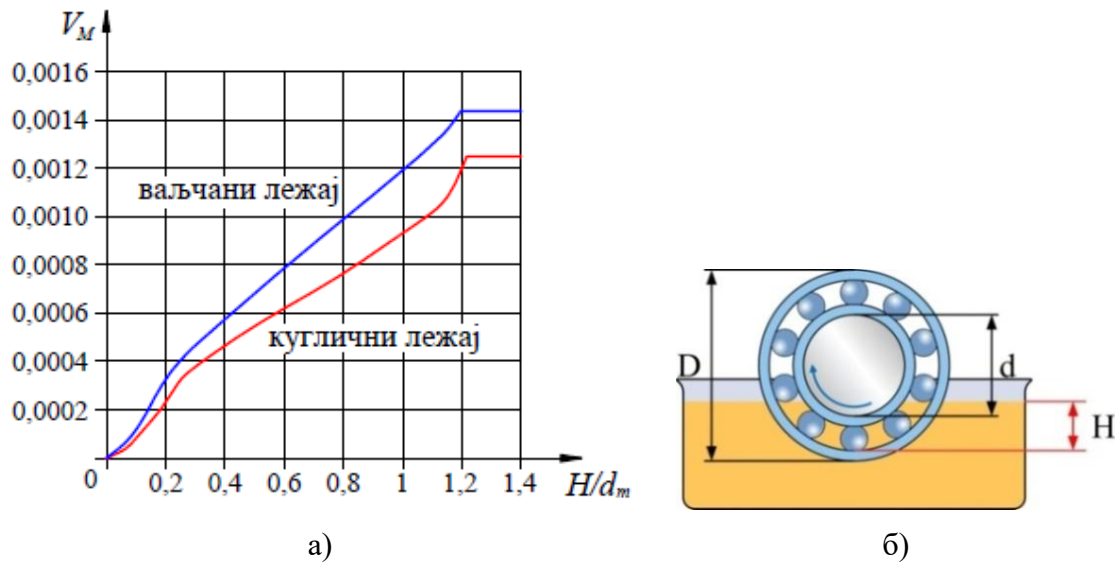 V_M
0,0016
0,0014
0,0012
ваљчани лежај
0,0010
0,0008
0,0006
куглични лежај
0,0004
0,0002
0 0,2 0,4 0,6 0,8 1 1,2 1,4 H/d_m
D d
H
а) б)